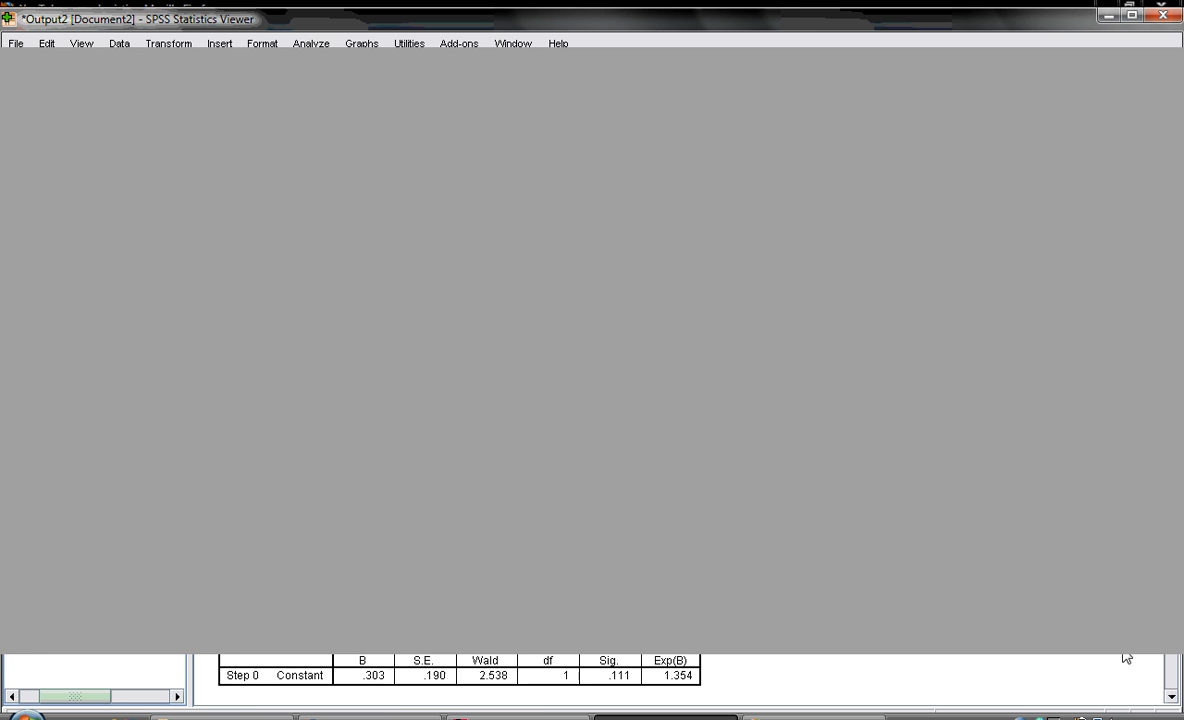 *Output2 [Document2] - SPSS Statistics Viewer
File Edit View Data Transform Insert Format Analyze Graphs Utilities Add-ons Window Help
B S.E. Wald df Sig. Exp(B)
Step 0 Constant .303 .190 2.538 1 .111 1.354